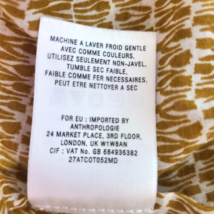 MACHINE A LAVER FROID GENTLE
AVEC COMME COULEURS.
UTILISEZ SEULEMENT NON-JAVEL.
TUMBLE SEC FAIBLE.
FAIBLE COMME FER NECESSAIRES.
PEUT ETRE NETTOYER A SEC
FOR EU : IMPORTED BY
ANTHROPOLOGIE
24 MARKET PLACE, 3RD FLOOR,
LONDON, UK W1W8AN
CIF : VAT No. GB 684936382
27ATCOT052MD